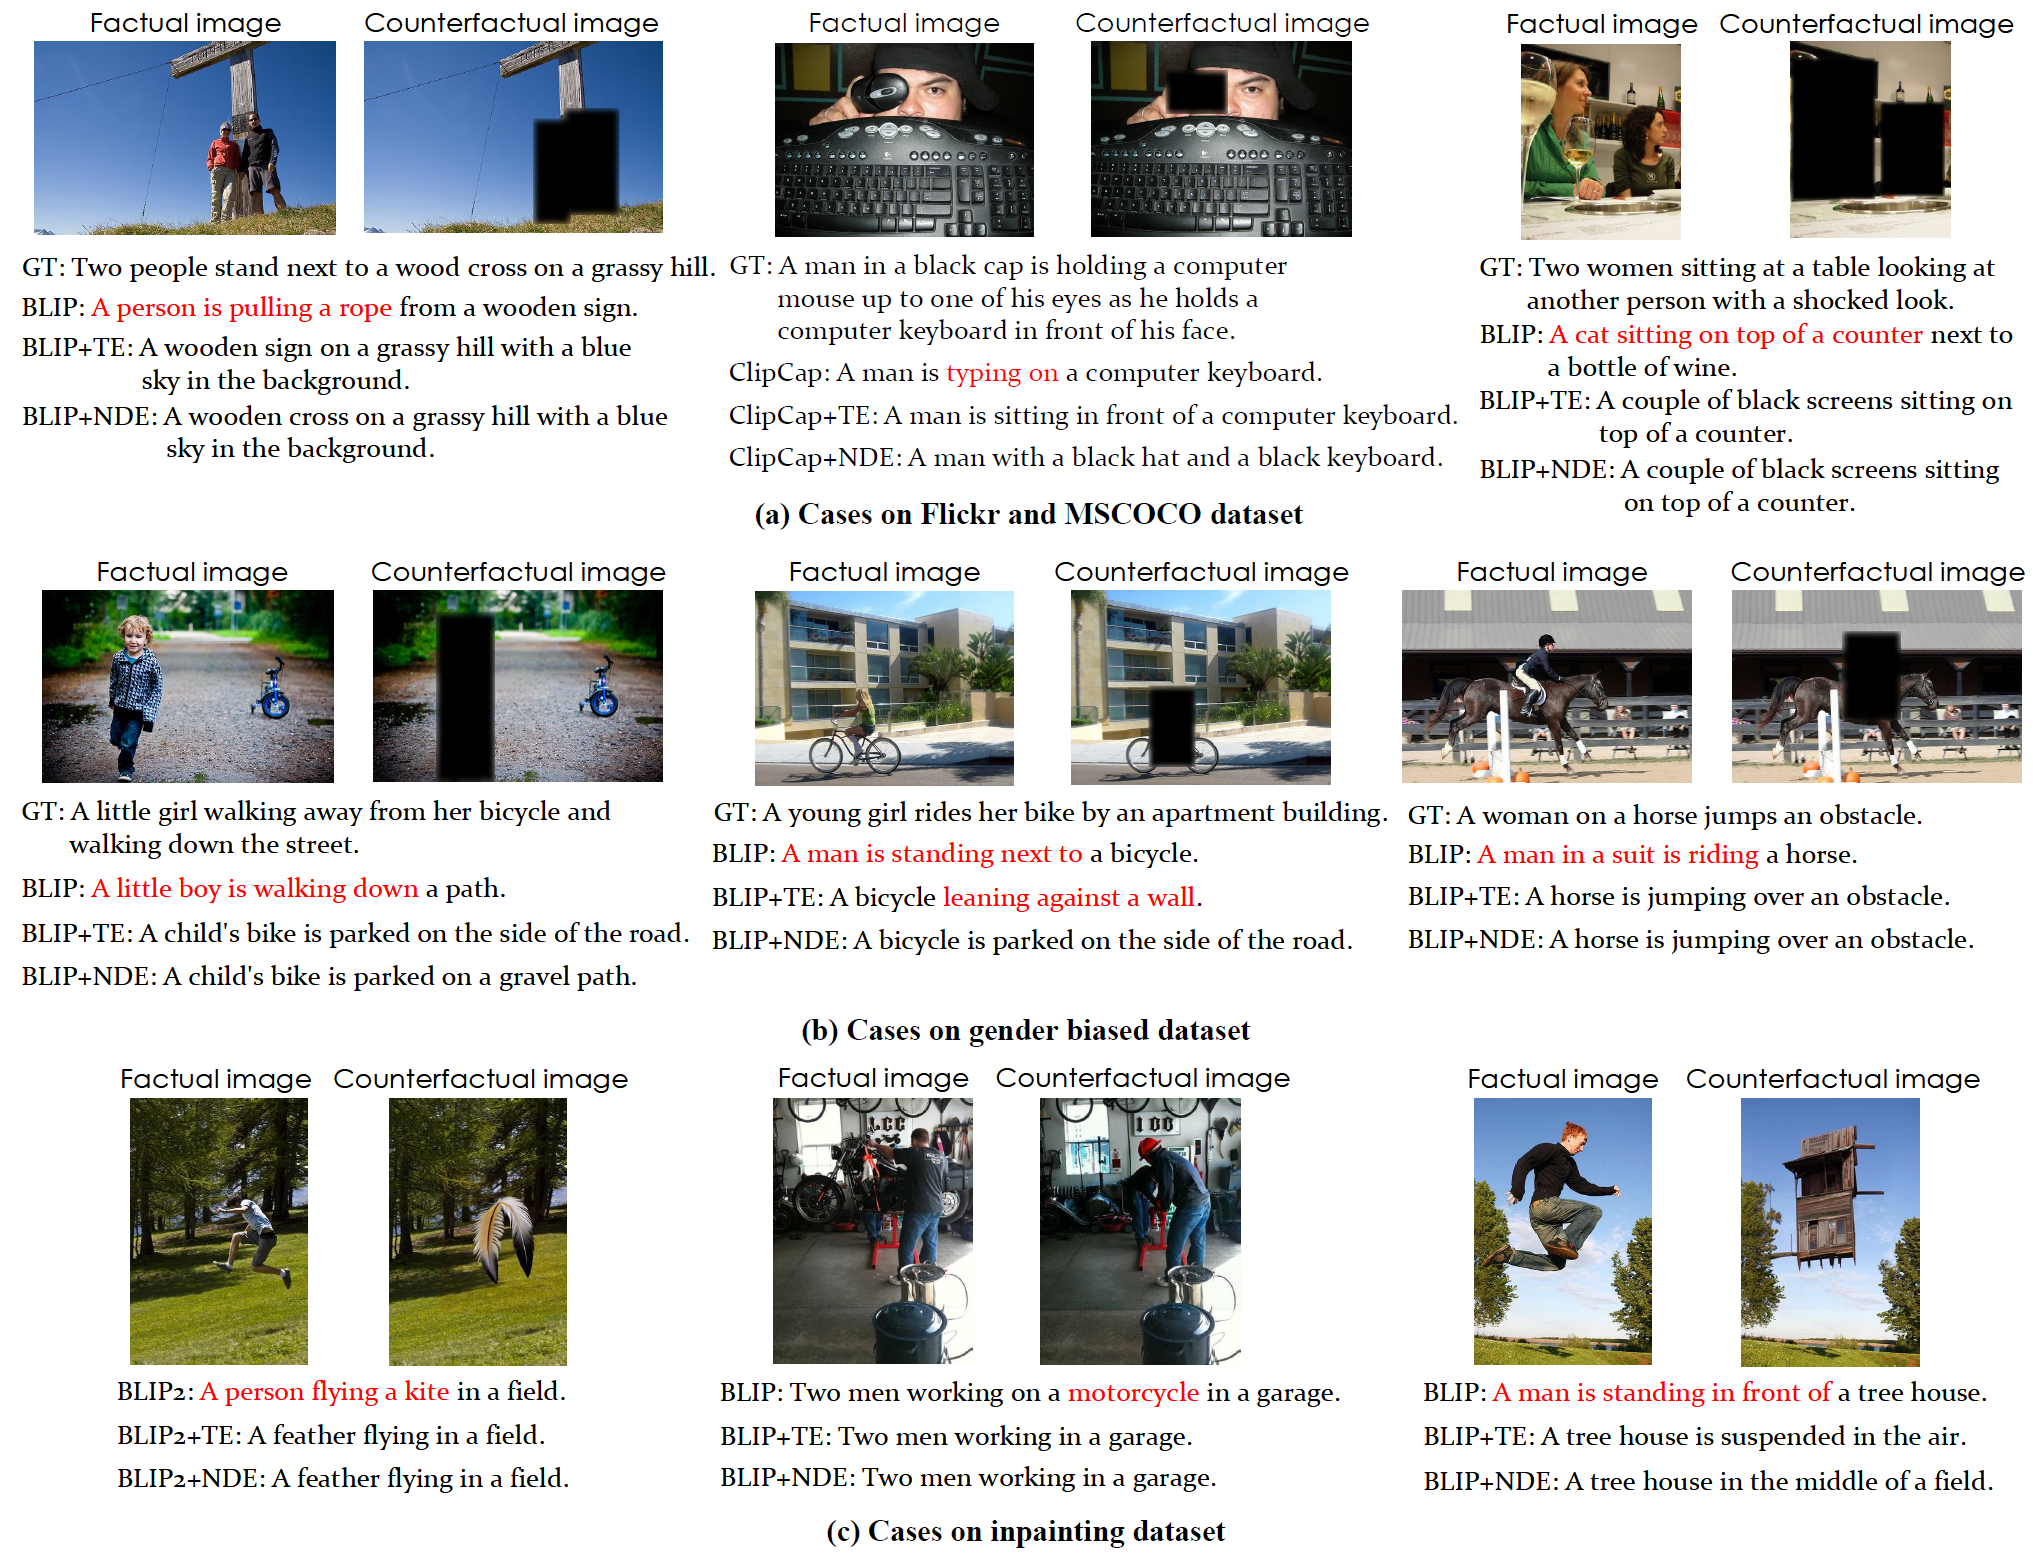 Factual image Counterfactual image
GT: Two people stand next to a wood cross on a grassy hill.
BLIP: A person is pulling a rope from a wooden sign.
BLIP+TE: A wooden sign on a grassy hill with a blue
sky in the background.
BLIP+NDE: A wooden cross on a grassy hill with a blue
sky in the background.
Factual image Counterfactual image
GT: A man in a black cap is holding a computer
mouse up to one of his eyes as he holds a
computer keyboard in front of his face.
ClipCap: A man is typing on a computer keyboard.
ClipCap+TE: A man is sitting in front of a computer keyboard.
ClipCap+NDE: A man with a black hat and a black keyboard.
Factual image Counterfactual image
GT: Two women sitting at a table looking at
another person with a shocked look.
BLIP: A cat sitting on top of a counter next to
a bottle of wine.
BLIP+TE: A couple of black screens sitting on
top of a counter.
BLIP+NDE: A couple of black screens sitting
on top of a counter.
(a) Cases on Flickr and MSCOCO dataset
Factual image Counterfactual image
GT: A little girl walking away from her bicycle and
walking down the street.
BLIP: A little boy is walking down a path.
BLIP+TE: A child's bike is parked on the side of the road.
BLIP+NDE: A child's bike is parked on a gravel path.
Factual image Counterfactual image
GT: A young girl rides her bike by an apartment building.
BLIP: A man is standing next to a bicycle.
BLIP+TE: A bicycle leaning against a wall.
BLIP+NDE: A bicycle is parked on the side of the road.
Factual image Counterfactual image
GT: A woman on a horse jumps an obstacle.
BLIP: A man in a suit is riding a horse.
BLIP+TE: A horse is jumping over an obstacle.
BLIP+NDE: A horse is jumping over an obstacle.
(b) Cases on gender biased dataset
Factual image Counterfactual image
BLIP2: A person flying a kite in a field.
BLIP2+TE: A feather flying in a field.
BLIP2+NDE: A feather flying in a field.
Factual image Counterfactual image
BLIP: Two men working on a motorcycle in a garage.
BLIP+TE: Two men working in a garage.
BLIP+NDE: Two men working in a garage.
Factual image Counterfactual image
BLIP: A man is standing in front of a tree house.
BLIP+TE: A tree house is suspended in the air.
BLIP+NDE: A tree house in the middle of a field.
(c) Cases on inpainting dataset